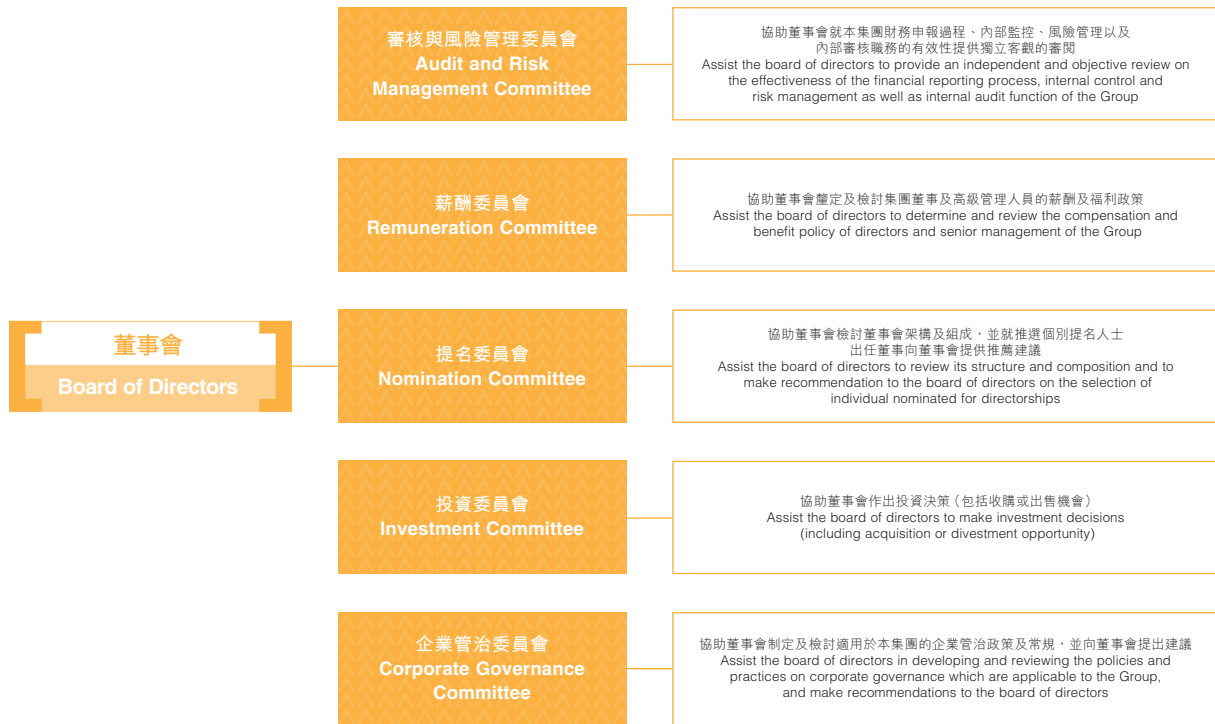 審核與風險管理委員會
Audit and Risk
Management Committee
協助董事會就本集團財務申報過程、內部監控、風險管理以及
內部審核職務的有效性提供獨立客觀的審閱
Assist the board of directors to provide an independent and objective review on
the effectiveness of the financial reporting process, internal control and
risk management as well as internal audit function of the Group
薪酬委員會
Remuneration Committee
協助董事會釐定及檢討集團董事及高級管理人員的薪酬及福利政策
Assist the board of directors to determine and review the compensation and
benefit policy of directors and senior management of the Group
董事會
Board of Directors
提名委員會
Nomination Committee
協助董事會檢討董事會架構及組成，並就推選個別提名人士
出任董事向董事會提供推薦建議
Assist the board of directors to review its structure and composition and to
make recommendation to the board of directors on the selection of
individual nominated for directorships
投資委員會
Investment Committee
協助董事會作出投資決策（包括收購或出售機會）
Assist the board of directors to make investment decisions
(including acquisition or divestment opportunity)
企業管治委員會
Corporate Governance
Committee
協助董事會制定及檢討適用於本集團的企業管治政策及常規，並向董事會提出建議
Assist the board of directors in developing and reviewing the policies and
practices on corporate governance which are applicable to the Group,
and make recommendations to the board of directors